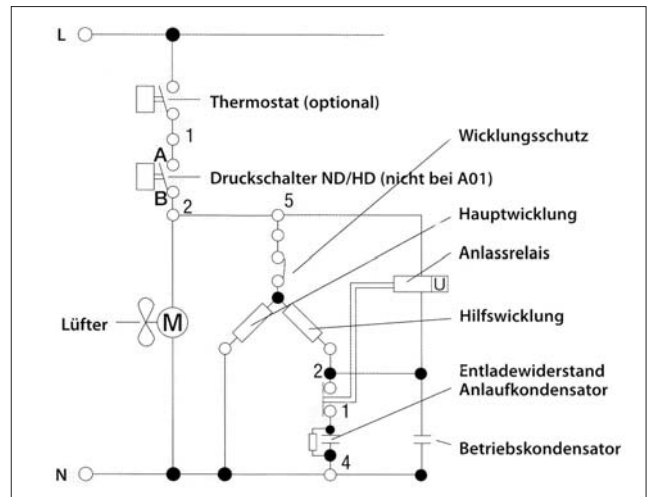 L
Thermostat (optional)
1
Wicklungsschutz
A
Druckschalter ND/HD (nicht bei A01)
B
2
5
Hauptwicklung
Anlassrelais
U
Lüfter
M
Hilfswicklung
2
Entladewiderstand
Anlaufkondensator
1
Betriebskondensator
4
N